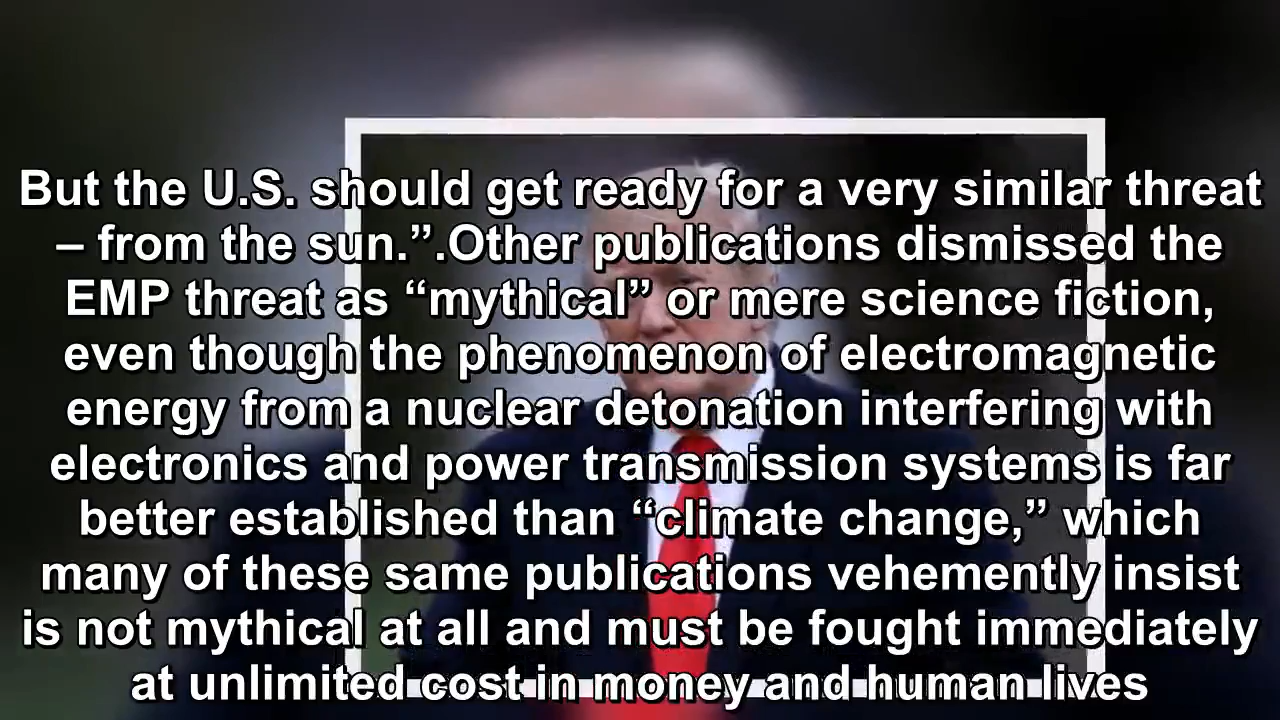 But the U.S. should get ready for a very similar threat
– from the sun.”.Other publications dismissed the
EMP threat as “mythical” or mere science fiction,
even though the phenomenon of electromagnetic
energy from a nuclear detonation interfering with
electronics and power transmission systems is far
better established than “climate change,” which
many of these same publications vehemently insist
is not mythical at all and must be fought immediately
at unlimited cost in money and human lives